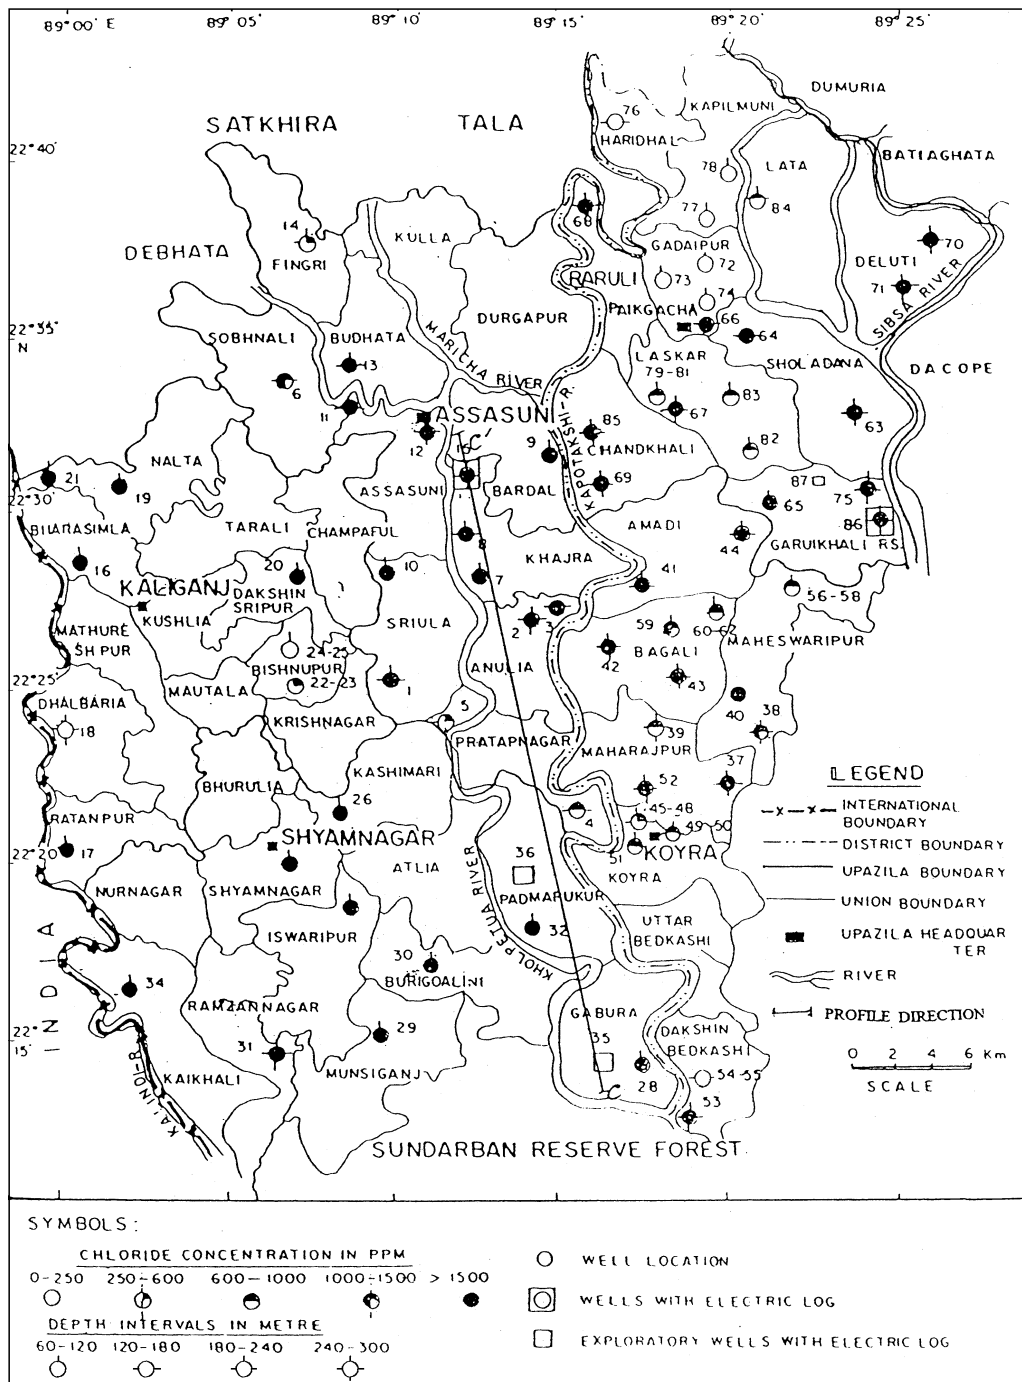 89°00' E 89°05' 89°10 89°15' 89°20' 89°25'
DUMURIA
76 KAPILMUNI
SATKHIRA TALA
HARIDHAL
22°40'
BATIAGHATA
78 LATA
84
14 68 77
KULLA
DEBHATA FINGRI GADAIPUR 70
72 DELUTI
RARULI 73 71
74
DURGAPUR PAIKGACHA SIBSA RIVER
66
22°35'
N
SOBHNALI BUDHATA MARICHA RIVER LASKAR 64
79-81 SHOLADANA DACOPE
13
6 83
11 ASSASUNI KAPOTAKSHI-R. 67 63
85
12 C' 9 CHANDKHALI 82
15
NALTA
21 87
19 ASSASUNI BARDAL 69 75
22°30' 65
BHARASIMLA TARALI CHAMPAFUL AMADI 86
8 44 GARUIKHALI RS.
KHAJRA
16 20 10 7 41
KALIGANJ DAKSHIN 56-58
KUSHLIA SRIPUR
MATHURE SRIULA 2 3 59 60-62
SHPUR MAHESWARIPUR
24-25 42 BAGALI
BISHNUPUR ANULIA
22°25' MAUTALA 22-23 1 43
DHALBARIA 5 40 38
KRISHNAGAR
18 PRATAPNAGAR 39
MAHARAJPUR
KASHIMARI 37
BHURULIA 52 LEGEND
26 45-48 INTERNATIONAL
RATANPUR 4 49-50 BOUNDARY
SHYAMNAGAR 51 KOYRA DISTRICT BOUNDARY
22°20' 17
ATLIA 36 KOYRA UPAZILA BOUNDARY
NURNAGAR SHYAMNAGAR
PADMAPUKUR UNION BOUNDARY
UTTAR
ISWARIPUR 32 BEDKASHI UPAZILA HEADQUAR
TER
30 KHOLPETUA RIVER
INDIA BURIGOALINI RIVER
34
RAMZANNAGAR GABURA PROFILE DIRECTION
DAKSHIN
29 35 BEDKASHI
22°
15' 31
0 2 4 6 Km
KAIKHALI MUNSIGANJ 28 54-55 SCALE
C
KALINDI-R 53
SUNDARBAN RESERVE FOREST
SYMBOLS:
CHLORIDE CONCENTRATION IN PPM
0-250 250-600 600-1000 1000-1500 > 1500
WELL LOCATION
WELLS WITH ELECTRIC LOG
DEPTH INTERVALS IN METRE
EXPLORATORY WELLS WITH ELECTRIC LOG
60-120 120-180 180-240 240-300